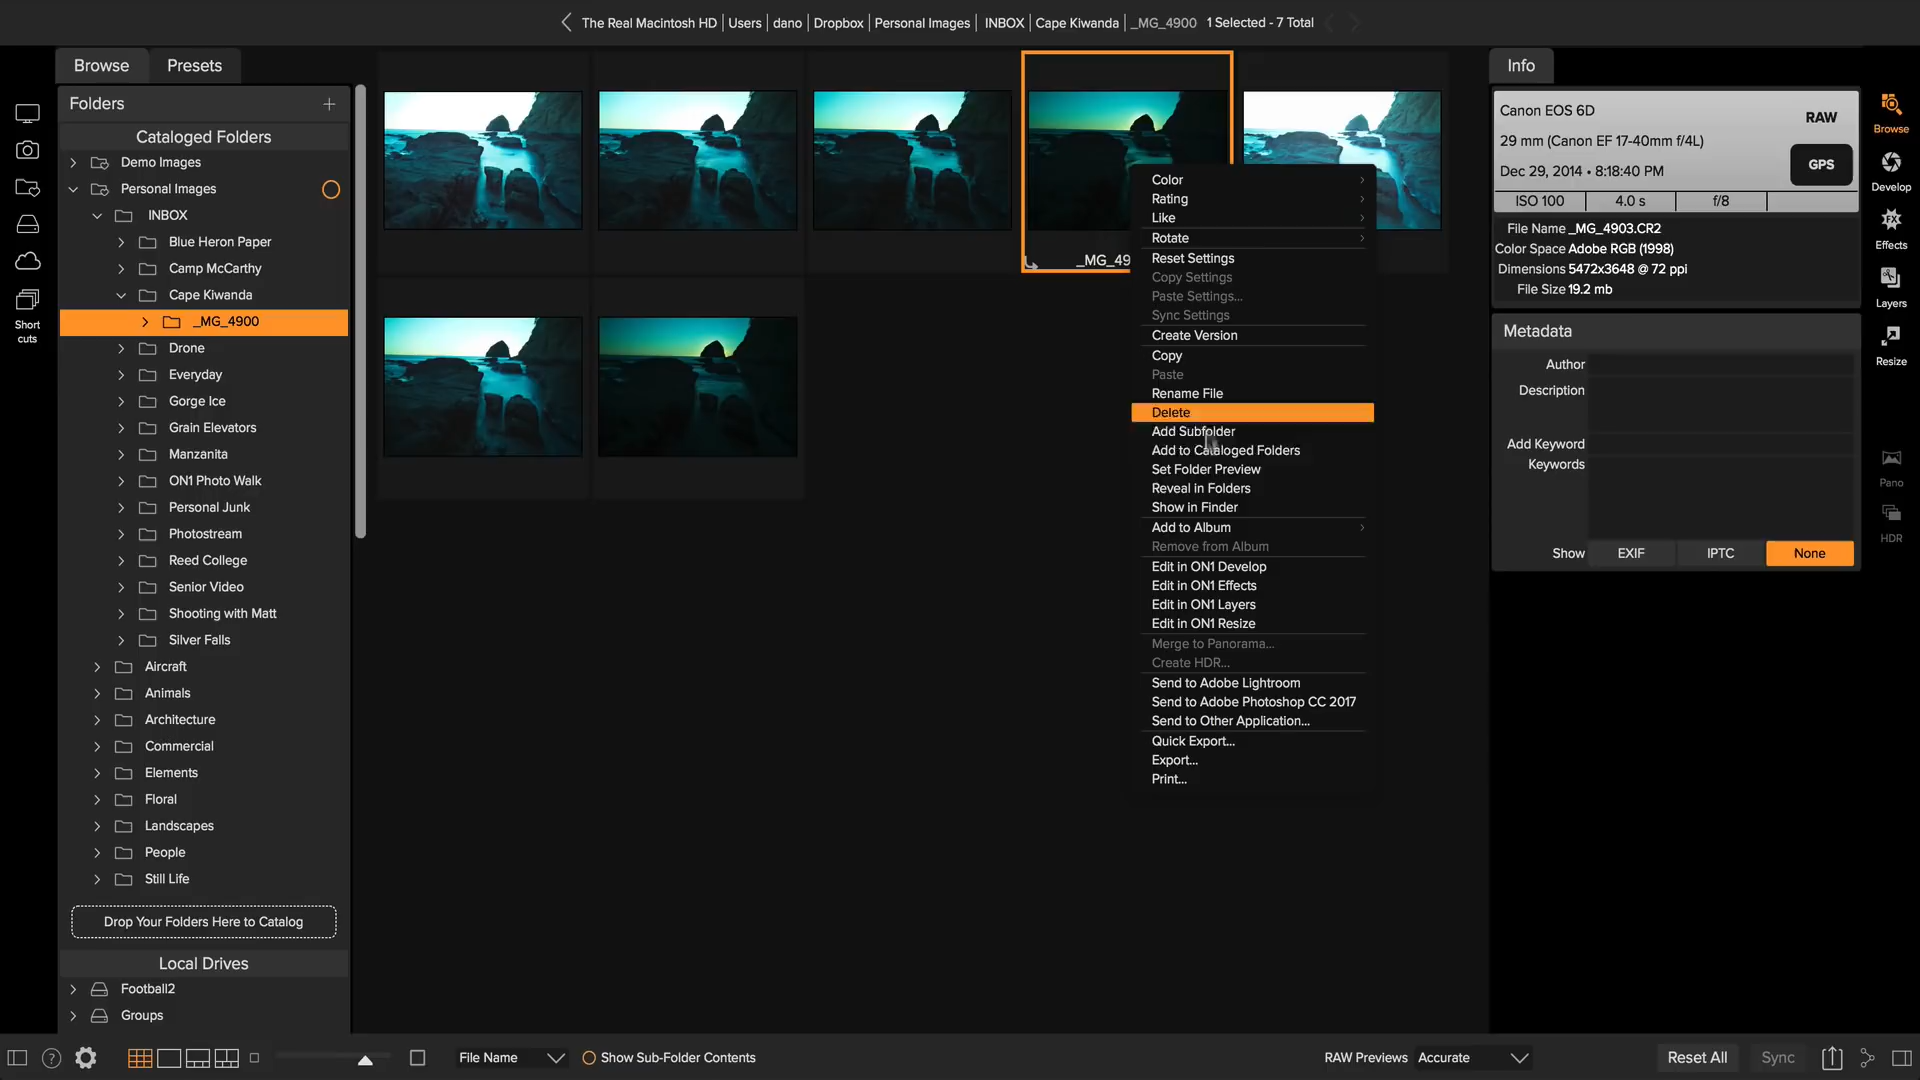 The Real Macintosh HD | Users | dano | Dropbox | Personal Images | INBOX | Cape Kiwanda | _MG_4900 1 Selected - 7 Total
Browse
Presets
Folders
Cataloged Folders
Demo Images
Personal Images
INBOX
Blue Heron Paper
Camp McCarthy
Cape Kiwanda
_MG_4900
Drone
Everyday
Gorge Ice
Grain Elevators
Manzanita
ON1 Photo Walk
Personal Junk
Photostream
Reed College
Senior Video
Shooting with Matt
Silver Falls
Aircraft
Animals
Architecture
Commercial
Elements
Floral
Landscapes
People
Still Life
Drop Your Folders Here to Catalog
Local Drives
Football2
Groups
Short
cuts
_MG_49
Color
Rating
Like
Rotate
Reset Settings
Copy Settings
Paste Settings...
Sync Settings
Create Version
Copy
Paste
Rename File
Delete
Add Subfolder
Add to Cataloged Folders
Set Folder Preview
Reveal in Folders
Show in Finder
Add to Album
Remove from Album
Edit in ON1 Develop
Edit in ON1 Effects
Edit in ON1 Layers
Edit in ON1 Resize
Merge to Panorama...
Create HDR...
Send to Adobe Lightroom
Send to Adobe Photoshop CC 2017
Send to Other Application...
Quick Export...
Export...
Print...
Info
Canon EOS 6D
RAW
29 mm (Canon EF 17-40mm f/4L)
Dec 29, 2014 • 8:18:40 PM
GPS
ISO 100
4.0 s
f/8
File Name _MG_4903.CR2
Color Space Adobe RGB (1998)
Dimensions 5472x3648 @ 72 ppi
File Size 19.2 mb
Metadata
Author
Description
Add Keyword
Keywords
Show
EXIF
IPTC
None
Browse
Develop
FX
Effects
Layers
Resize
Pano
HDR
?
File Name
Show Sub-Folder Contents
RAW Previews
Accurate
Reset All
Sync